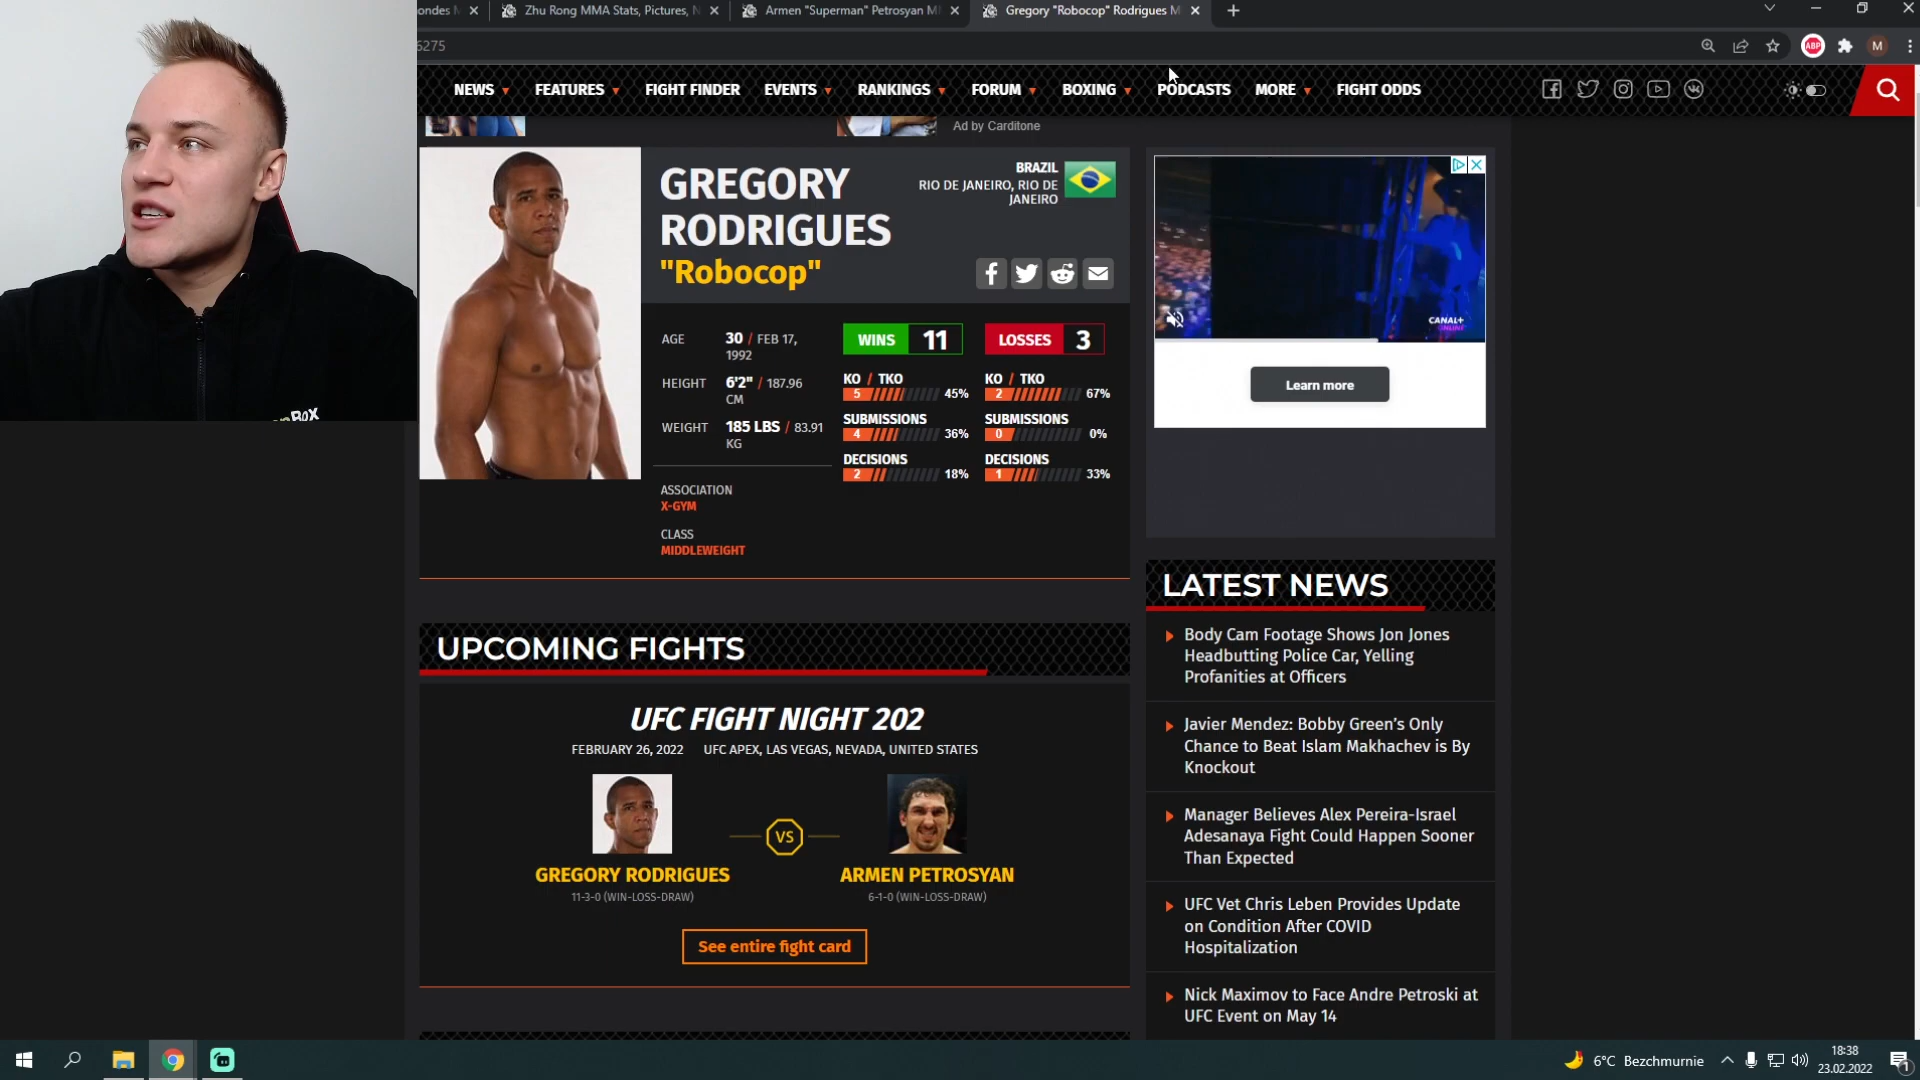 ondes M
Zhu Rong MMA Stats, Pictures, N
Armen "Superman" Petrosyan M
Gregory "Robocop" Rodrigues M
5275
ABP
M
NEWS
FEATURES
FIGHT FINDER
EVENTS
RANKINGS
FORUM
BOXING
PODCASTS
MORE
FIGHT ODDS
Ad by Carditone
GREGORY
RODRIGUES
"Robocop"
BRAZIL
RIO DE JANEIRO, RIO DE
JANEIRO
AGE
30 / FEB 17,
1992
HEIGHT
6'2" / 187.96
CM
WEIGHT
185 LBS / 83.91
KG
ASSOCIATION
X-GYM
CLASS
MIDDLEWEIGHT
WINS 11
KO / TKO
5 45%
SUBMISSIONS
4 36%
DECISIONS
2 18%
LOSSES 3
KO / TKO
2 67%
SUBMISSIONS
0 0%
DECISIONS
1 33%
CANAL+
ONLINE
Learn more
UPCOMING FIGHTS
UFC FIGHT NIGHT 202
FEBRUARY 26, 2022 UFC APEX, LAS VEGAS, NEVADA, UNITED STATES
VS
GREGORY RODRIGUES
11-3-0 (WIN-LOSS-DRAW)
ARMEN PETROSYAN
6-1-0 (WIN-LOSS-DRAW)
See entire fight card
LATEST NEWS
Body Cam Footage Shows Jon Jones
Headbutting Police Car, Yelling
Profanities at Officers
Javier Mendez: Bobby Green's Only
Chance to Beat Islam Makhachev is By
Knockout
Manager Believes Alex Pereira-Israel
Adesanya Fight Could Happen Sooner
Than Expected
UFC Vet Chris Leben Provides Update
on Condition After COVID
Hospitalization
Nick Maximov to Face Andre Petroski at
UFC Event on May 14
6°C Bezchmurnie
18:38
23.02.2022
1